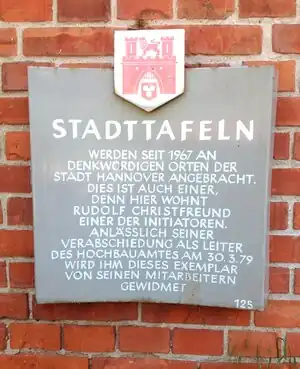 STADTTAFELN
WERDEN SEIT 1967 AN
DENKWÜRDIGEN ORTEN DER
STADT HANNOVER ANGEBRACHT.
DIES IST AUCH EINER,
DENN HIER WOHNT
RUDOLF CHRISTFREUND
EINER DER INITIATOREN.
ANLÄSSLICH SEINER
VERABSCHIEDUNG ALS LEITER
DES HOCHBAUAMTES AM 30.3.79
WIRD IHM DIESES EXEMPLAR
VON SEINEN MITARBEITERN
GEWIDMET
125